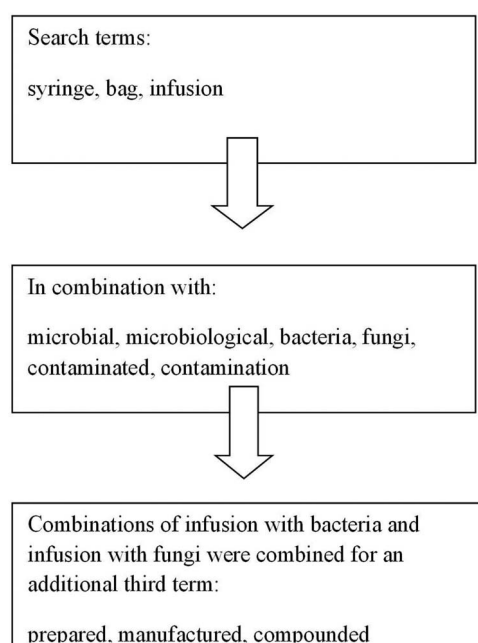 Search terms:
syringe, bag, infusion
In combination with:
microbial, microbiological, bacteria, fungi,
contaminated, contamination
Combinations of infusion with bacteria and
infusion with fungi were combined for an
additional third term:
prepared, manufactured, compounded